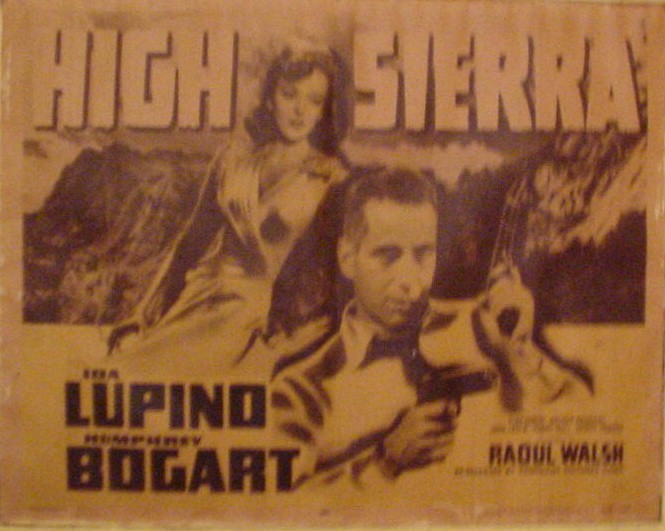 HIGH SIERRA
IDA
LUPINO
HUMPHREY
BOGART
RAOUL WALSH